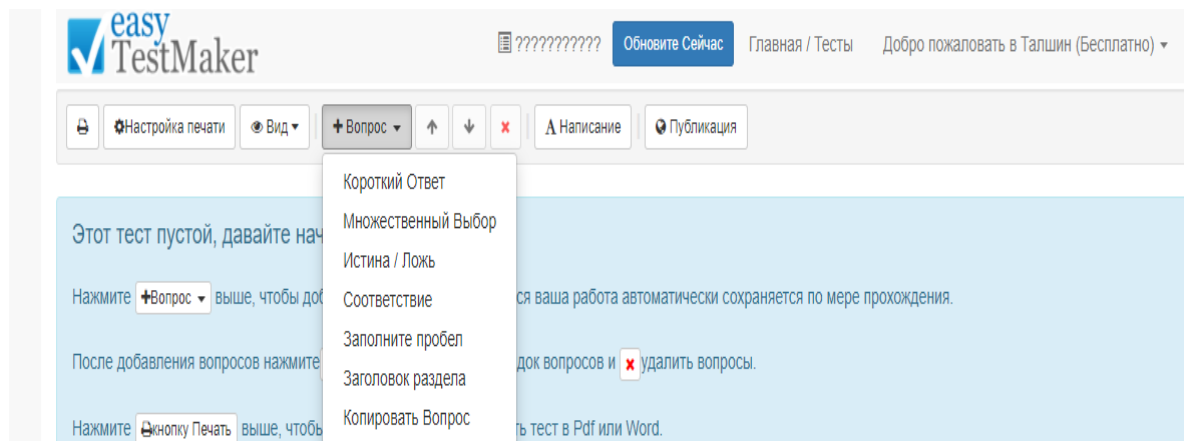 easy
TestMaker
??????????? Обновите Сейчас Главная / Тесты Добро пожаловать в Талшин (Бесплатно)
Настройка печати Вид +Вопрос A Написание Публикация
Короткий Ответ
Множественный Выбор
Истина / Ложь
Соответствие
Заполните пробел
Заголовок раздела
Копировать Вопрос
Этот тест пустой, давайте нач
Нажмите +Вопрос выше, чтобы доб ся ваша работа автоматически сохраняется по мере прохождения.
После добавления вопросов нажмите док вопросов и удалить вопросы.
Нажмите кнопку Печать выше, чтобы ть тест в Pdf или Word.